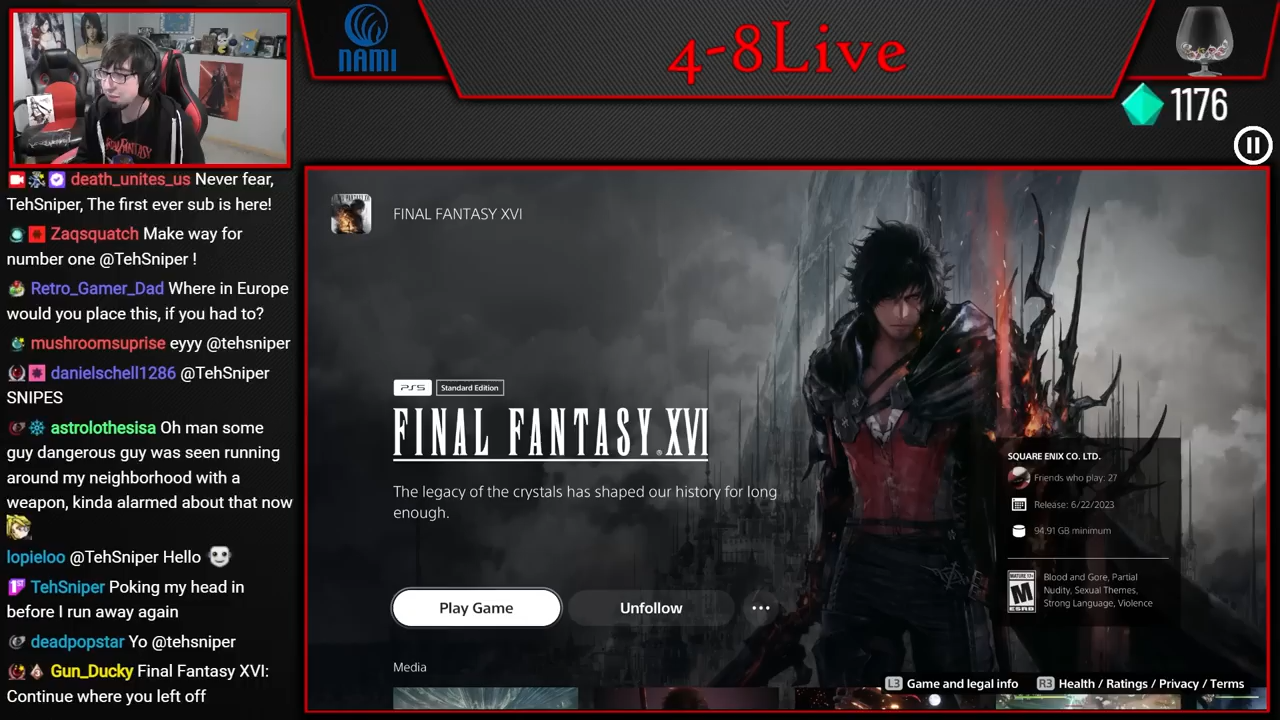 NAMI
4-8Live
1176
death_unites_us Never fear,
TehSniper, The first ever sub is here!
Zaqsquatch Make way for
number one @TehSniper !
Retro_Gamer_Dad Where in Europe
would you place this, if you had to?
mushroomsuprise eyyy @tehsniper
danielschell1286 @TehSniper
SNIPES
astrolothesisa Oh man some
guy dangerous guy was seen running
around my neighborhood with a
weapon, kinda alarmed about that now
lopieloo @TehSniper Hello
TehSniper Poking my head in
before I run away again
deadpopstar Yo @tehsniper
Gun_Ducky Final Fantasy XVI:
Continue where you left off
FINAL FANTASY XVI
PS5 Standard Edition
FINAL FANTASY XVI
The legacy of the crystals has shaped our history for long
enough.
Play Game
Unfollow
•••
Media
SQUARE ENIX CO. LTD.
Friends who play: 27
Release: 6/22/2023
94.91 GB minimum
MATURE 17+
M
ESRB
Blood and Gore, Partial
Nudity, Sexual Themes,
Strong Language, Violence
L3 Game and legal info
R3 Health / Ratings / Privacy / Terms